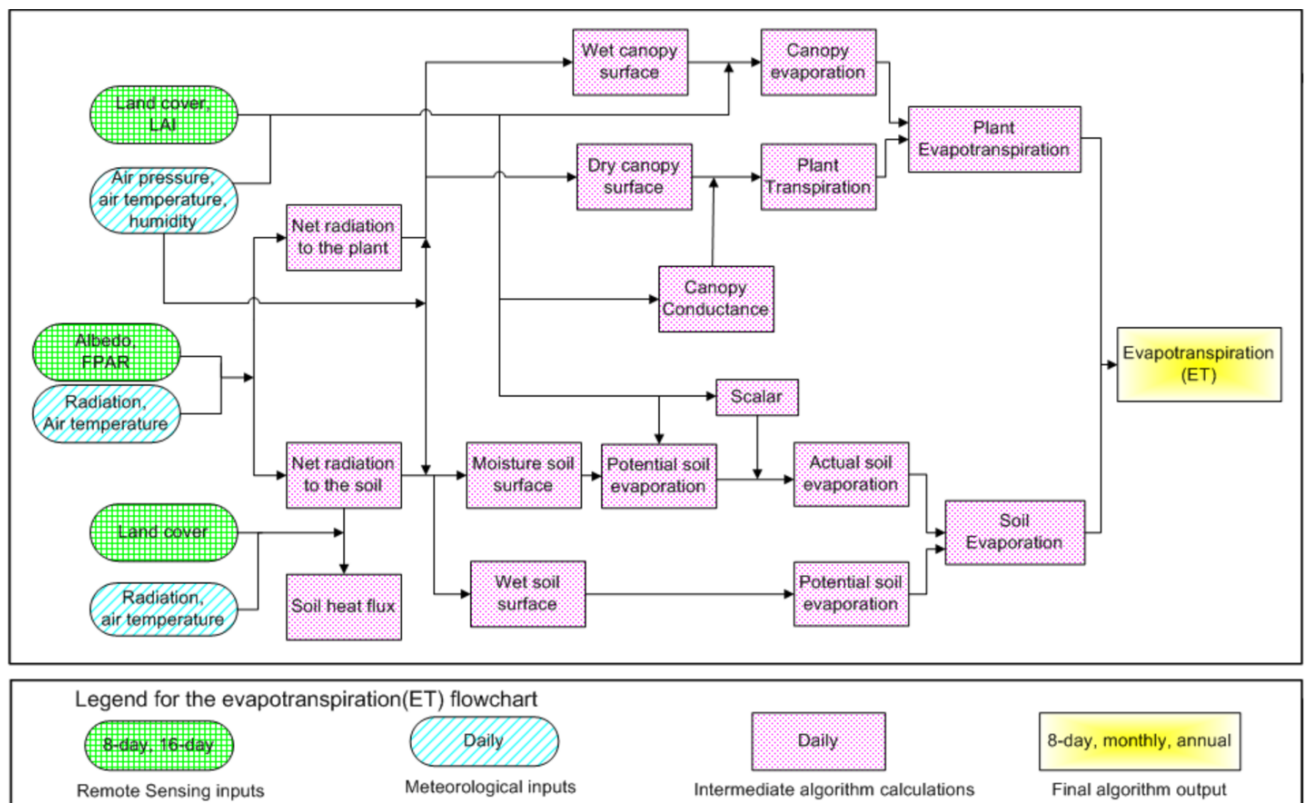 Wet canopy
surface
Canopy
evaporation
Land cover,
LAI
Plant
Evapotranspiration
Air pressure,
air temperature,
humidity
Dry canopy
surface
Plant
Transpiration
Net radiation
to the plant
Canopy
Conductance
Albedo,
FPAR
Radiation,
Air temperature
Evapotranspiration
(ET)
Scalar
Net radiation
to the soil
Moisture soil
surface
Potential soil
evaporation
Actual soil
evaporation
Land cover
Soil
Evaporation
Radiation,
air temperature
Soil heat flux
Wet soil
surface
Potential soil
evaporation
Legend for the evapotranspiration(ET) flowchart
8-day, 16-day
Daily
Daily
8-day, monthly, annual
Remote Sensing inputs
Meteorological inputs
Intermediate algorithm calculations
Final algorithm output